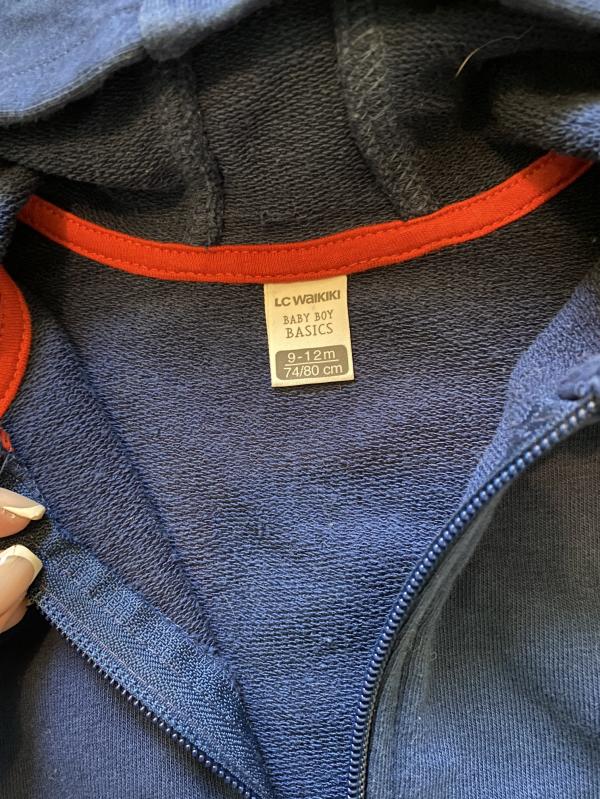 LC WAIKIKI
BABY BOY
BASICS
9-12m
74/80 cm